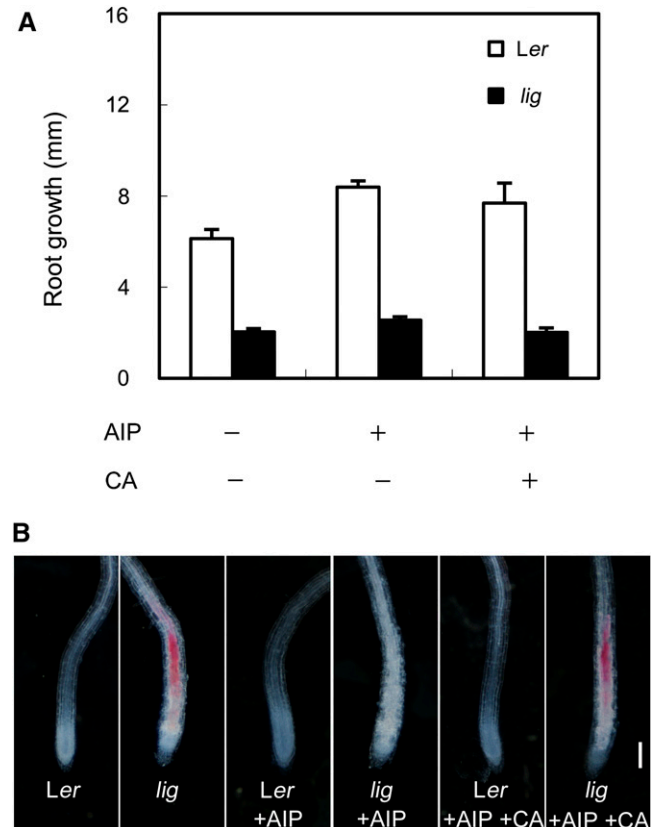 A
16
12
8
4
0
Root growth (mm)
Ler
lig
AIP − + +
CA − − +
B
Ler lig Ler lig Ler lig
+AIP +AIP +AIP +CA +AIP +CA